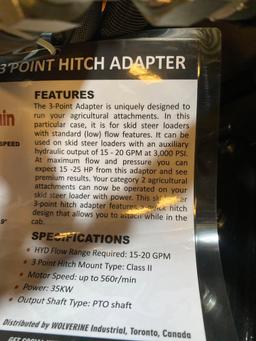 3 POINT HITCH ADAPTER
FEATURES
The 3-Point Adapter is uniquely designed to
run your agricultural attachments. In this
particular case, it is for skid steer loaders
with standard (low) flow features. It can be
used on skid steer loaders with an auxiliary
hydraulic output of 15 - 20 GPM at 3,000 PSI.
At maximum flow and pressure you can
expect 15 -25 HP from this adaptor and see
premium results. Your category 2 agricultural
attachments can now be operated on your
skid steer loader with power. This
3-point hitch adapter features a quick hitch
design that allows you to attach while in the
cab.
SPEED
SPECIFICATIONS
• HYD Flow Range Required: 15-20 GPM
• 3 Point Hitch Mount Type: Class II
• Motor Speed: up to 560r/min
• Power: 35KW
• Output Shaft Type: PTO shaft
Distributed by WOLVERINE Industrial, Toronto, Canada